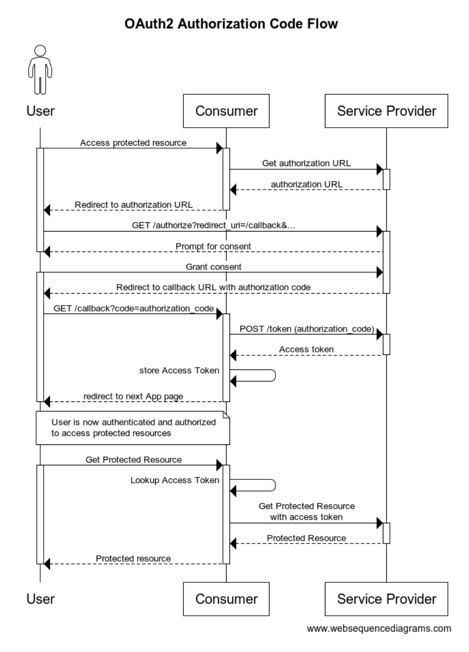 OAuth2 Authorization Code Flow
User
Consumer
Service Provider
Access protected resource
Get authorization URL
authorization URL
Redirect to authorization URL
GET /authorize?redirect_uri=/callback&...
Prompt for consent
Grant consent
Redirect to callback URL with authorization code
GET /callback?code=authorization_code
POST /token (authorization_code)
Access token
store Access Token
redirect to next App page
User is now authenticated and authorized
to access protected resources
Get Protected Resource
Lookup Access Token
Get Protected Resource
with access token
Protected Resource
Protected resource
User
Consumer
Service Provider
www.websequencediagrams.com